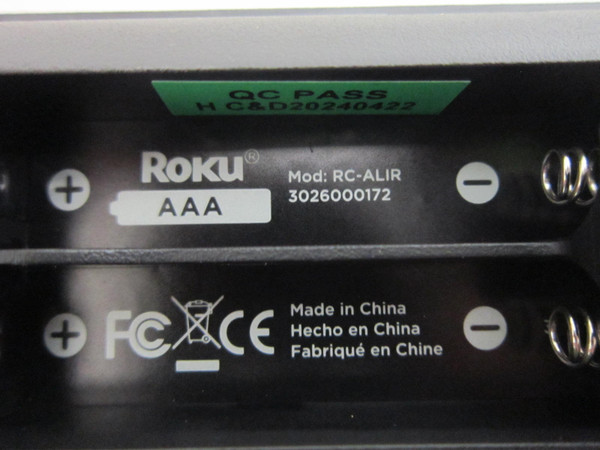 QC PASS
H C&D20240422
ROKU®
AAA
Mod: RC-ALIR
3026000172
FC CE
Made in China
Hecho en China
Fabriqué en Chine